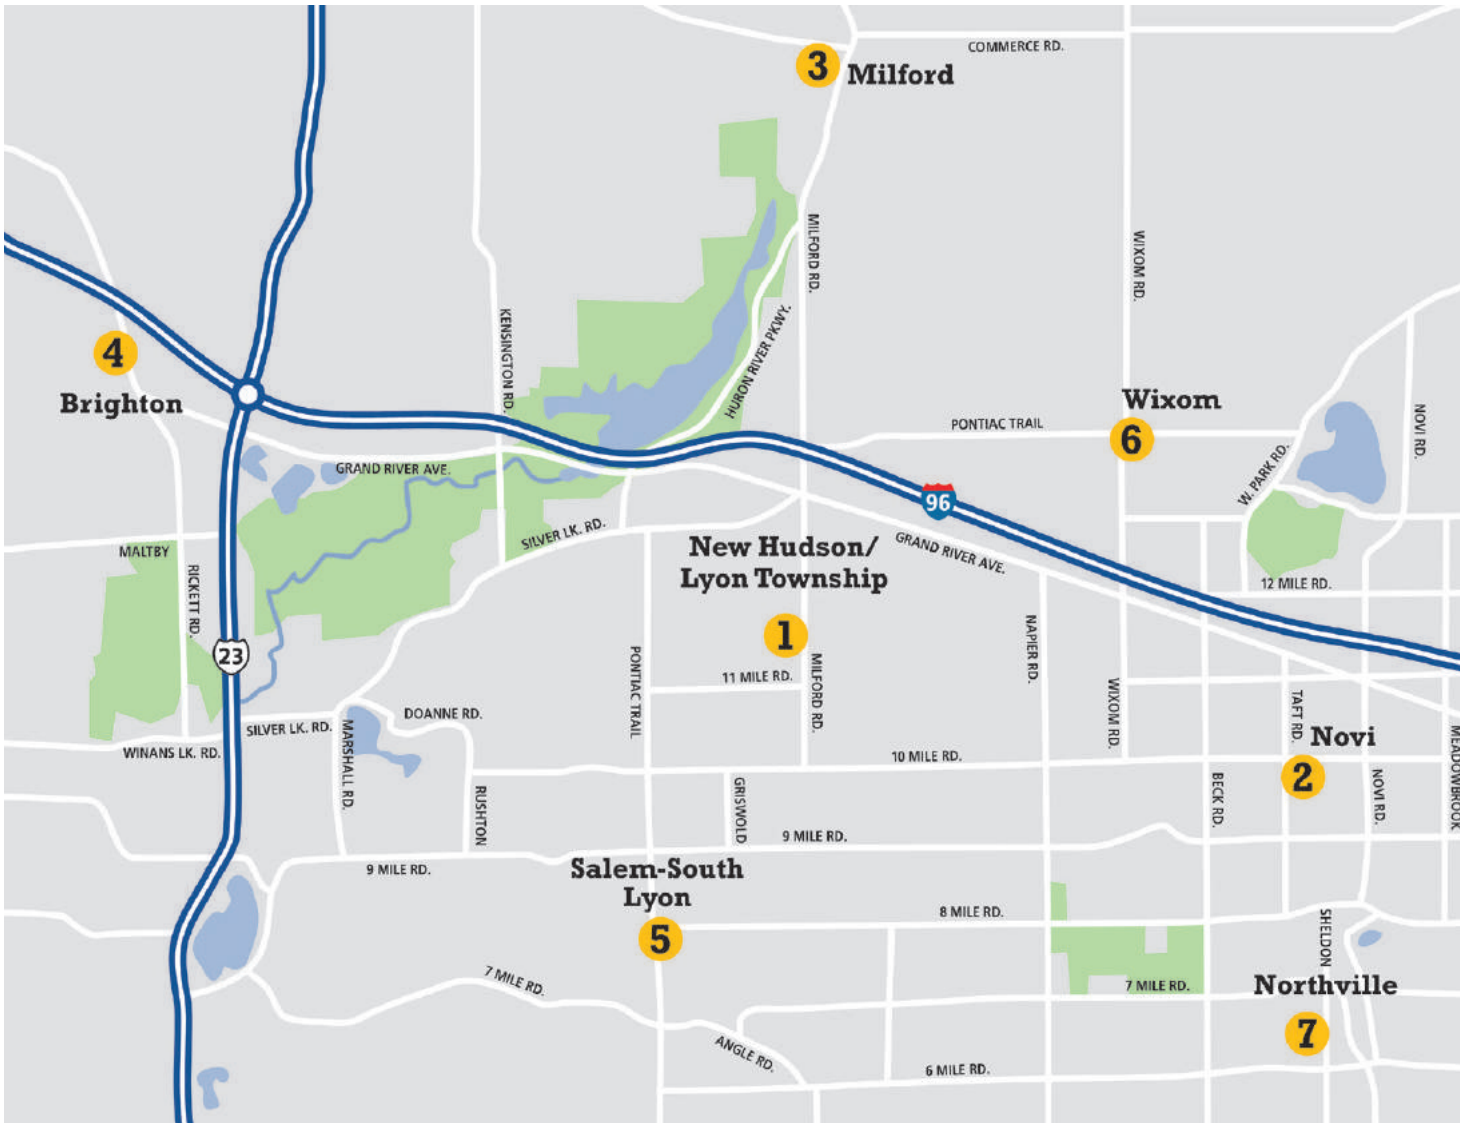 COMMERCE RD.
3
Milford
MILFORD RD.
WIXOM RD.
KENSINGTON RD.
HURON RIVER PKWY.
4
Brighton
Wixom
PONTIAC TRAIL
6
NOVI RD.
W. PARK RD.
GRAND RIVER AVE.
96
SILVER LK. RD.
New Hudson/
Lyon Township
GRAND RIVER AVE.
MALTBY
12 MILE RD.
RICKETT RD.
1
NAPIER RD.
23
PONTIAC TRAIL
11 MILE RD.
MILFORD RD.
WIXOM RD.
TAFT RD.
DOANNE RD.
SILVER LK. RD.
MARSHALL RD.
WINANS LK. RD.
10 MILE RD.
Novi
2
MEADOWBROOK
NOVI RD.
BECK RD.
RUSHTON
GRISWOLD
9 MILE RD.
9 MILE RD.
Salem-South
Lyon
5
8 MILE RD.
SHELDON
7 MILE RD.
7 MILE RD.
Northville
7
ANGLE RD.
6 MILE RD.